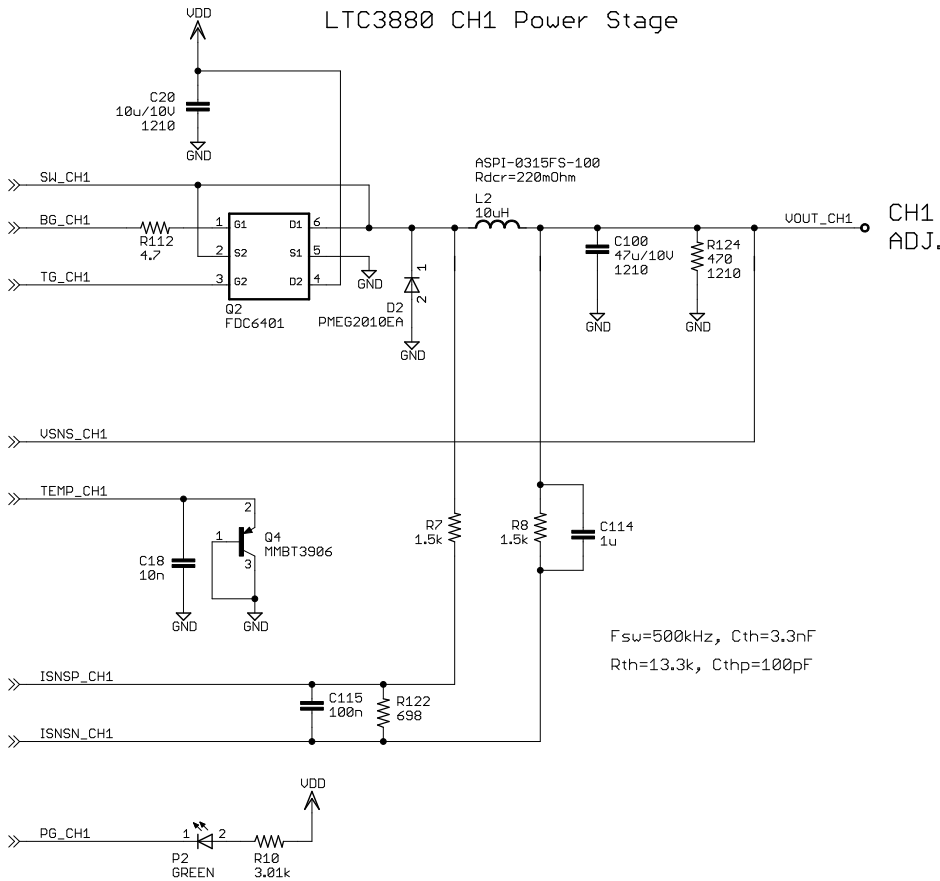 LTC3880 CH1 Power Stage
VDD
C20
10u/10V
1210
GND
SW_CH1
BG_CH1
R112
4.7
TG_CH1
1 G1 D1 6
2 S2 S1 5
3 G2 D2 4
Q2
FDC6401
GND
1
2
D2
PMEG2010EA
GND
ASPI-0315FS-100
Rdcr=220mOhm
L2
10uH
C100
47u/10V
1210
GND
R124
470
1210
GND
VOUT_CH1
CH1
ADJ.
VSNS_CH1
TEMP_CH1
C18
10n
GND
2
1
3
Q4
MMBT3906
GND
R7
1.5k
R8
1.5k
C114
1u
Fsw=500kHz, Cth=3.3nF
Rth=13.3k, Cthp=100pF
ISNSP_CH1
C115
100n
R122
698
ISNSN_CH1
VDD
PG_CH1
1 2
P2
GREEN
R10
3.01k